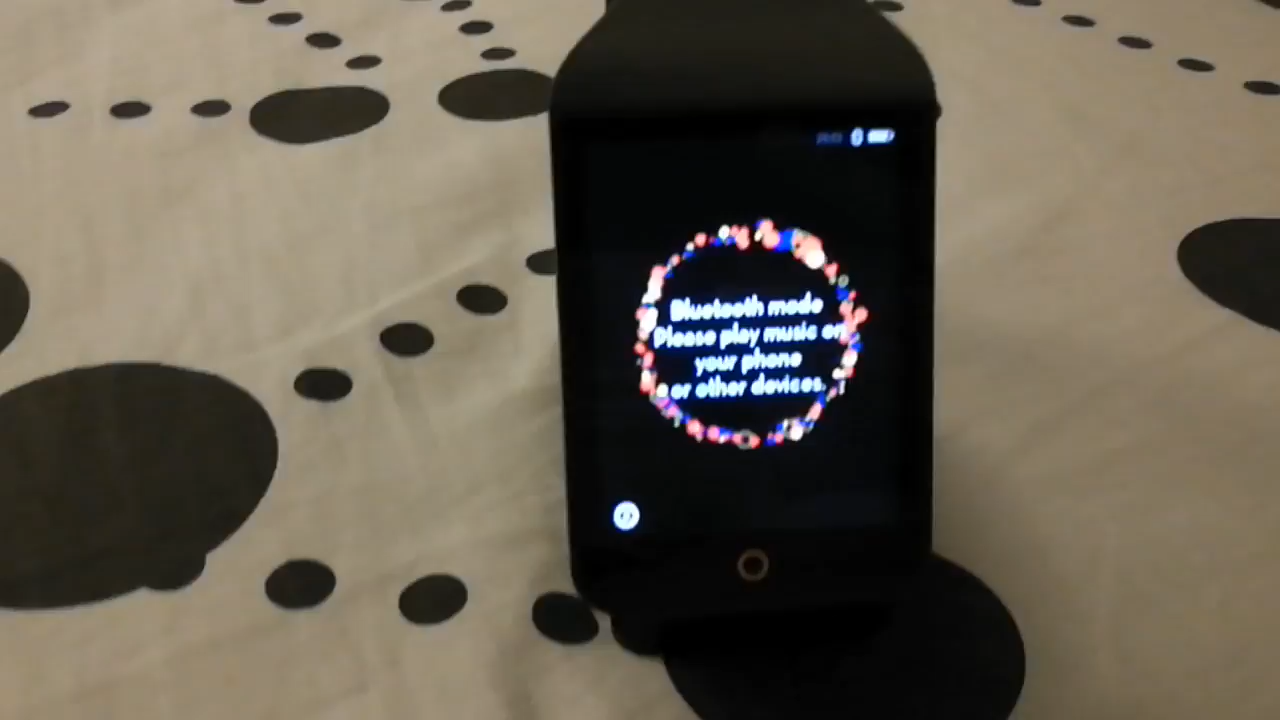 Bluetooth mode
Please play music on
your phone
or other devices.